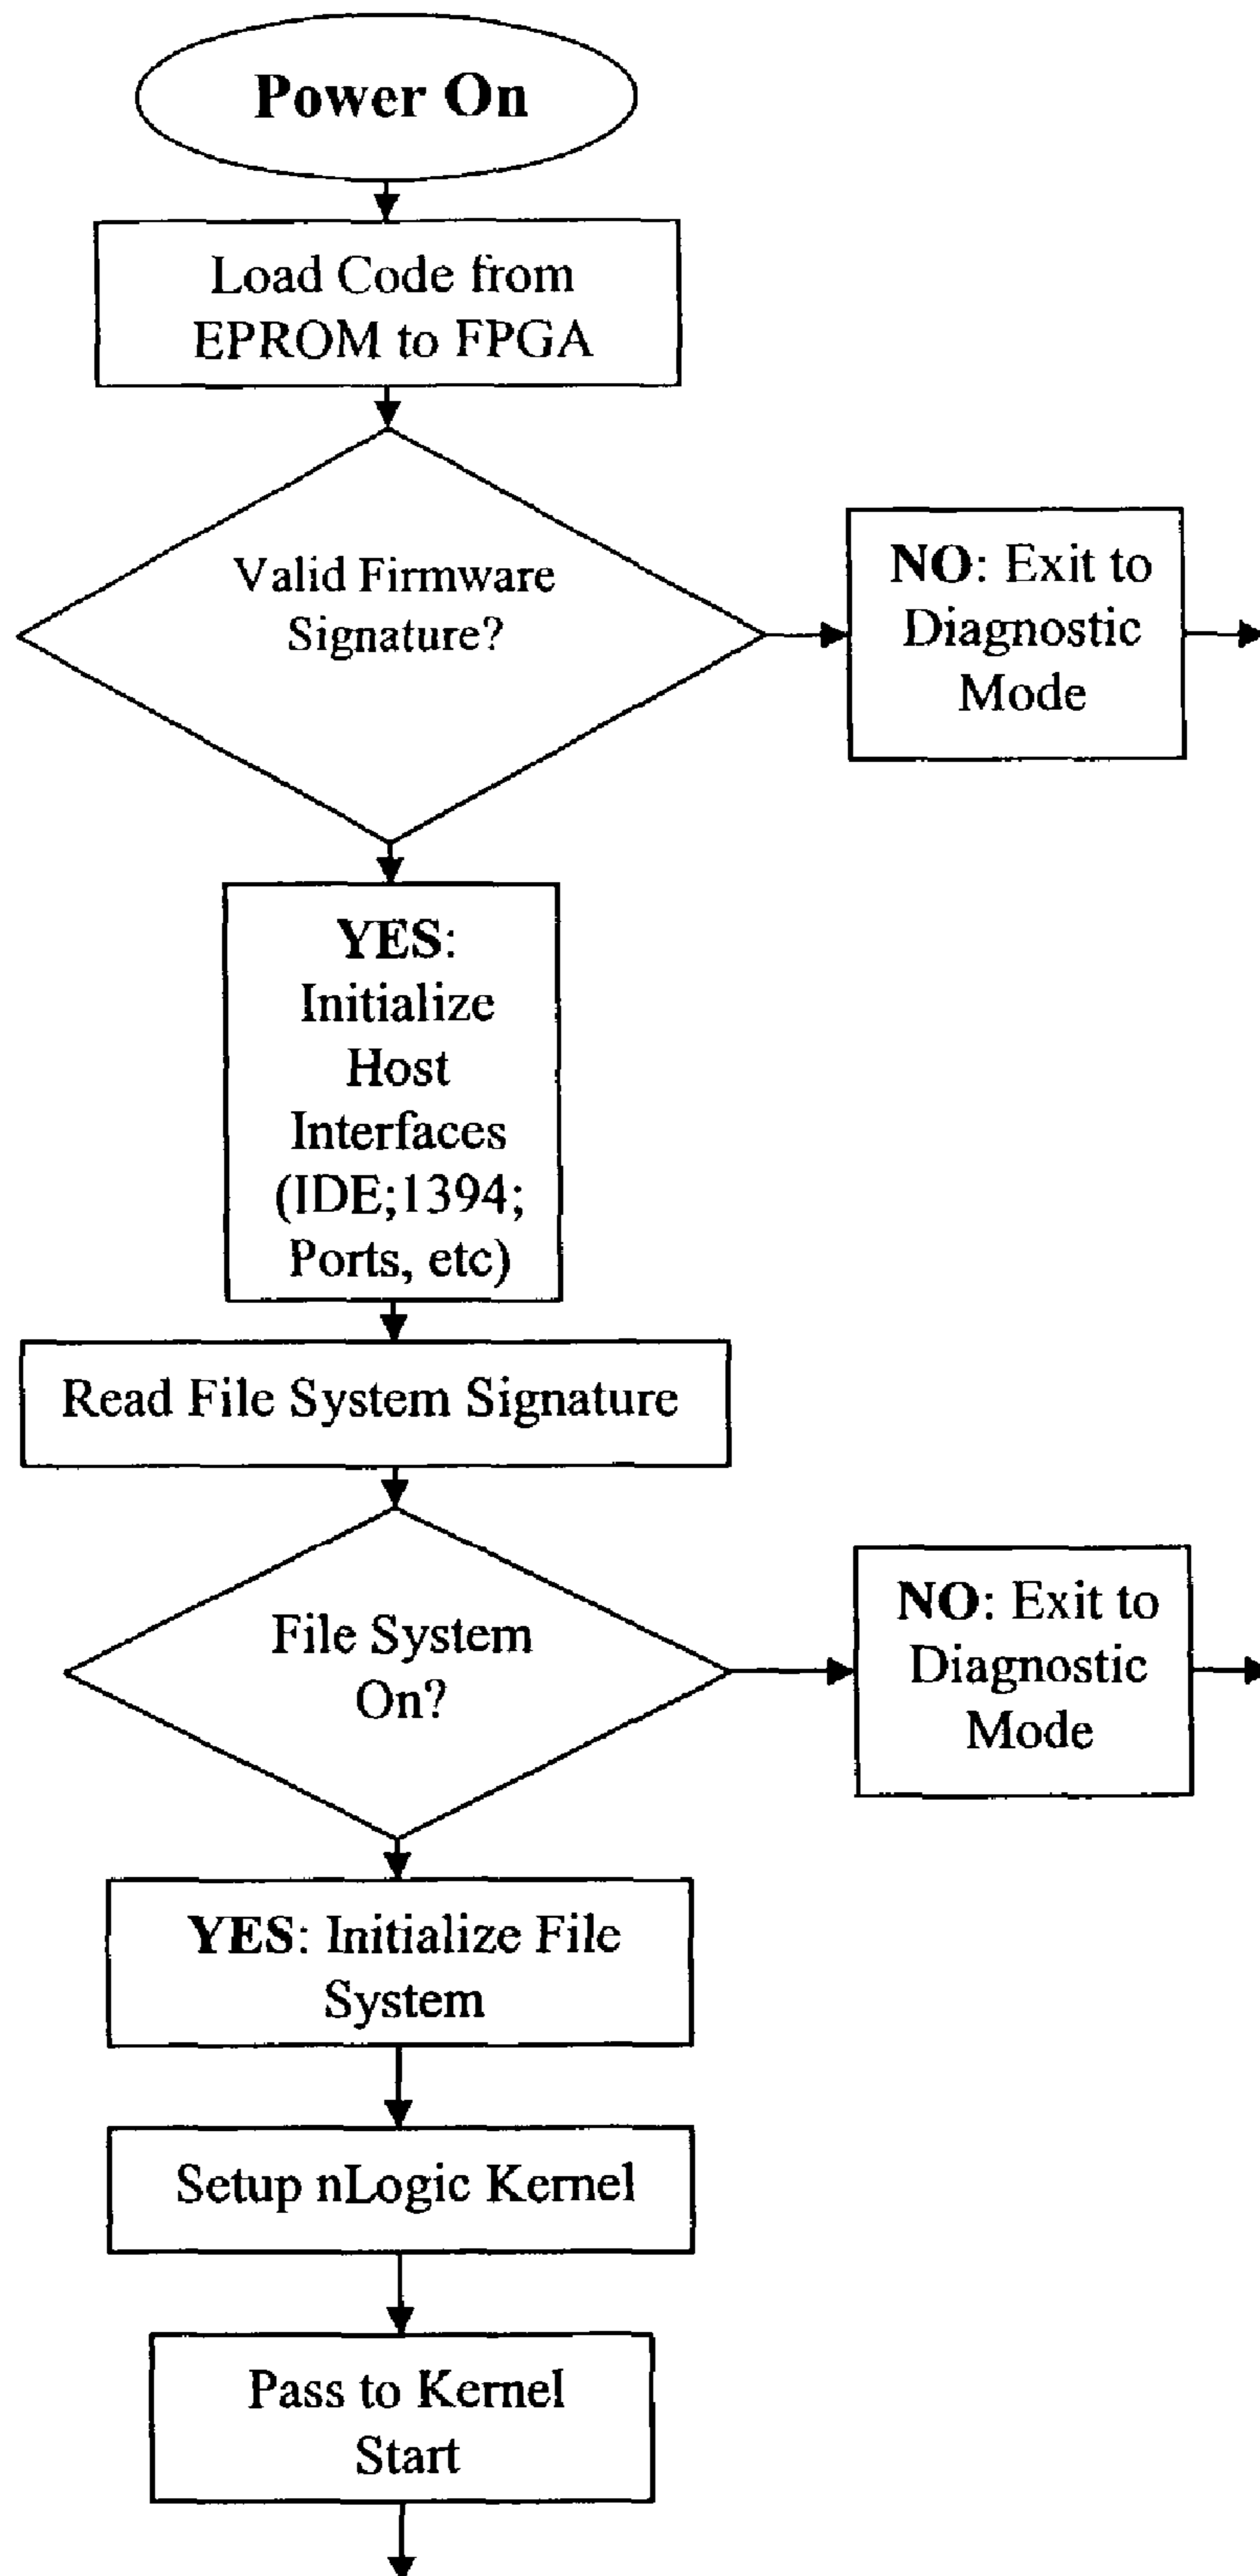 Power On
Load Code from
EPROM to FPGA
Valid Firmware
Signature?
NO: Exit to
Diagnostic
Mode
YES:
Initialize
Host
Interfaces
(IDE;1394;
Ports, etc)
Read File System Signature
File System
On?
NO: Exit to
Diagnostic
Mode
YES: Initialize File
System
Setup nLogic Kernel
Pass to Kernel
Start